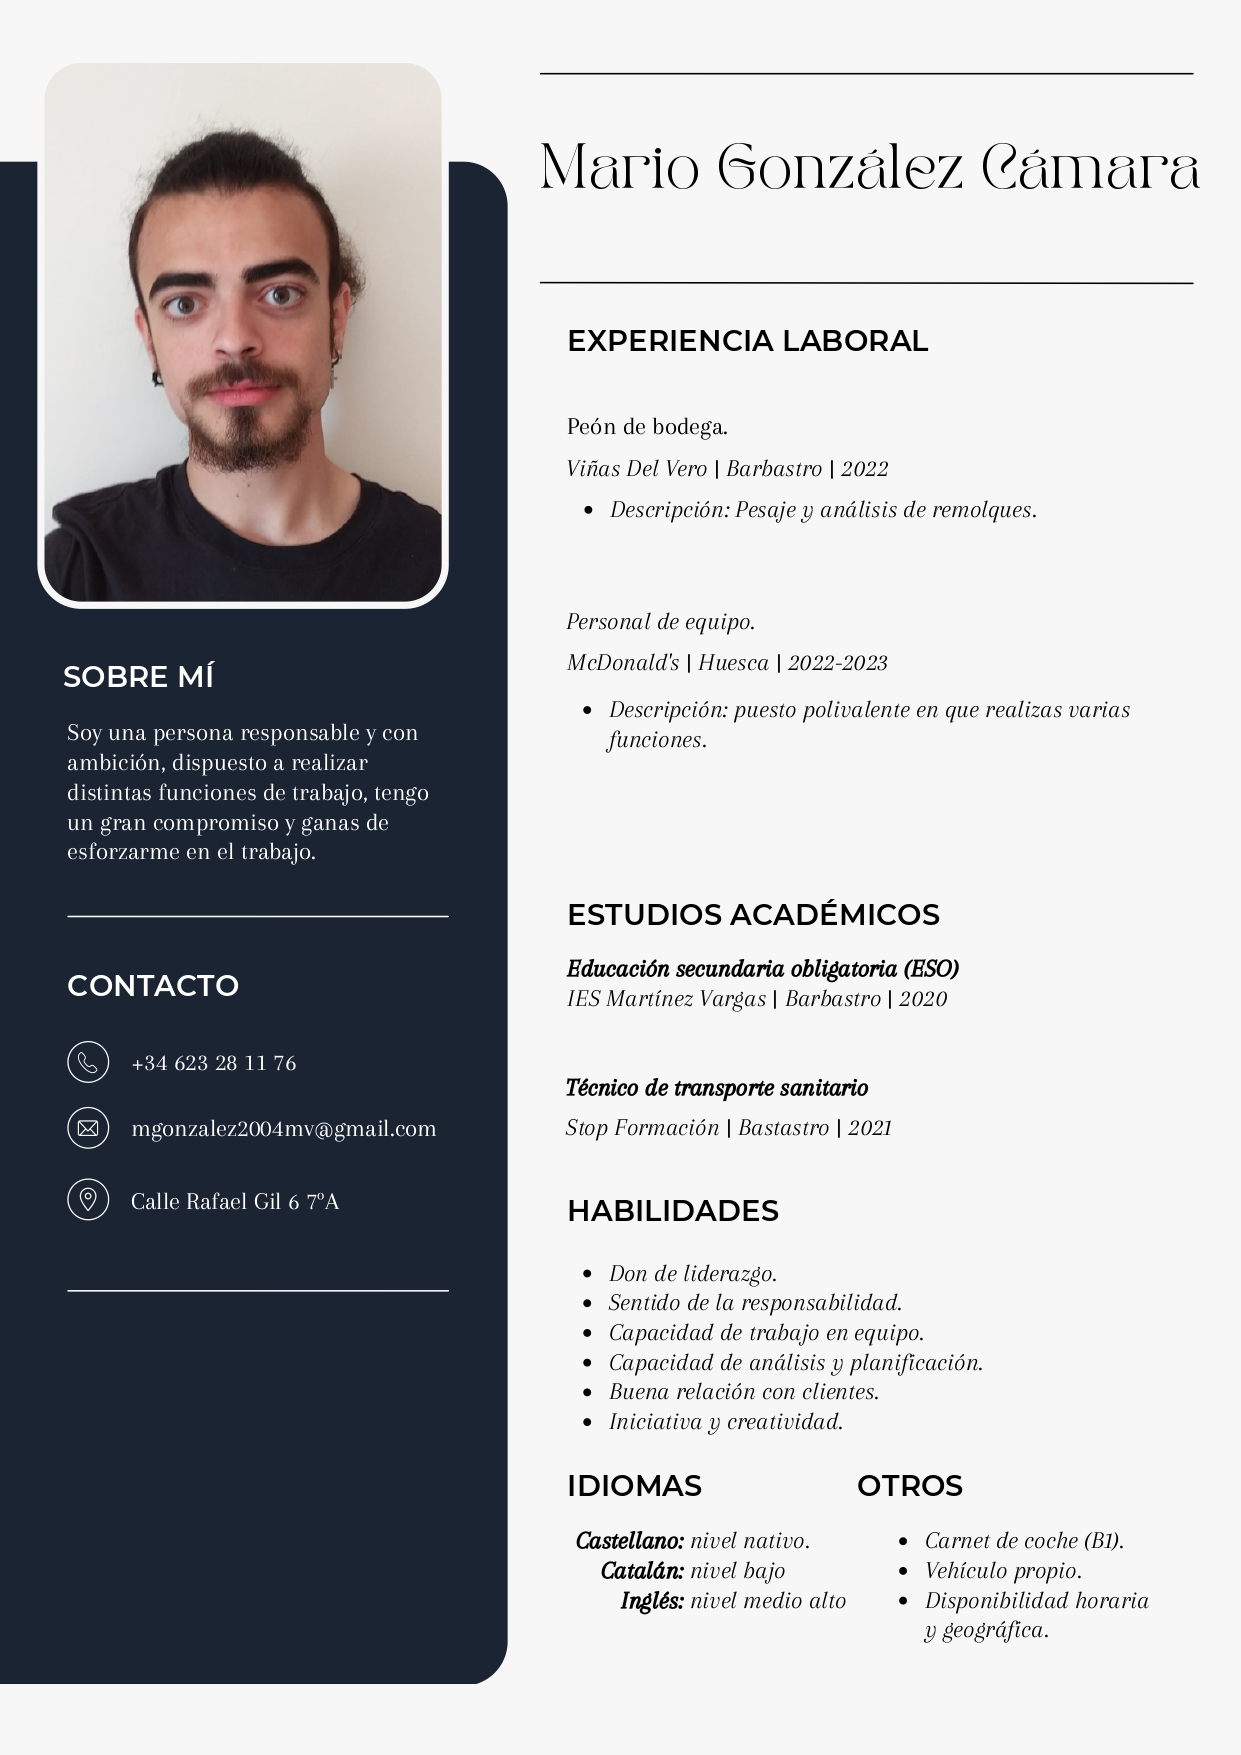 Mario González Cámara
SOBRE MÍ
Soy una persona responsable y con
ambición, dispuesto a realizar
distintas funciones de trabajo, tengo
un gran compromiso y ganas de
esforzarme en el trabajo.
CONTACTO
+34 623 28 11 76
mgonzalez2004mv@gmail.com
Calle Rafael Gil 6 7ºA
EXPERIENCIA LABORAL
Peón de bodega.
Viñas Del Vero | Barbastro | 2022
• Descripción: Pesaje y análisis de remolques.
Personal de equipo.
McDonald's | Huesca | 2022-2023
• Descripción: puesto polivalente en que realizas varias
funciones.
ESTUDIOS ACADÉMICOS
Educación secundaria obligatoria (ESO)
IES Martínez Vargas | Barbastro | 2020
Técnico de transporte sanitario
Stop Formación | Bastastro | 2021
HABILIDADES
• Don de liderazgo.
• Sentido de la responsabilidad.
• Capacidad de trabajo en equipo.
• Capacidad de análisis y planificación.
• Buena relación con clientes.
• Iniciativa y creatividad.
IDIOMAS
Castellano: nivel nativo.
Catalán: nivel bajo
Inglés: nivel medio alto
OTROS
• Carnet de coche (B1).
• Vehículo propio.
• Disponibilidad horaria
y geográfica.